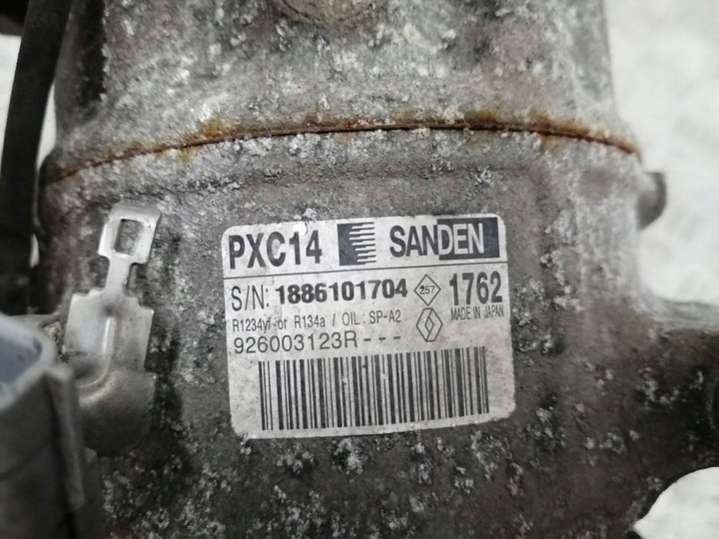 PXC14 SANDEN
S/N: 1886101704 257 1762
R1234yf or R134a / OIL: SP-A2 MADE IN JAPAN
926003123R---